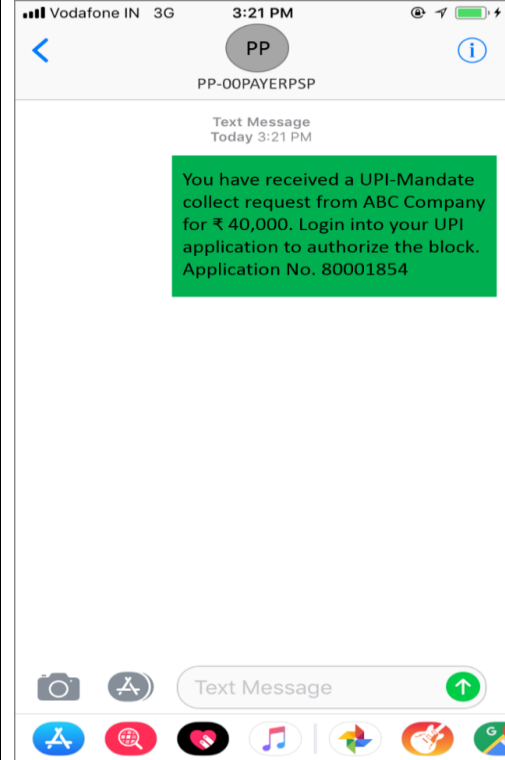 Vodafone IN 3G 3:21 PM
PP
PP-00PAYERPSP
Text Message
Today 3:21 PM
You have received a UPI-Mandate
collect request from ABC Company
for ₹ 40,000. Login into your UPI
application to authorize the block.
Application No. 80001854
Text Message
G